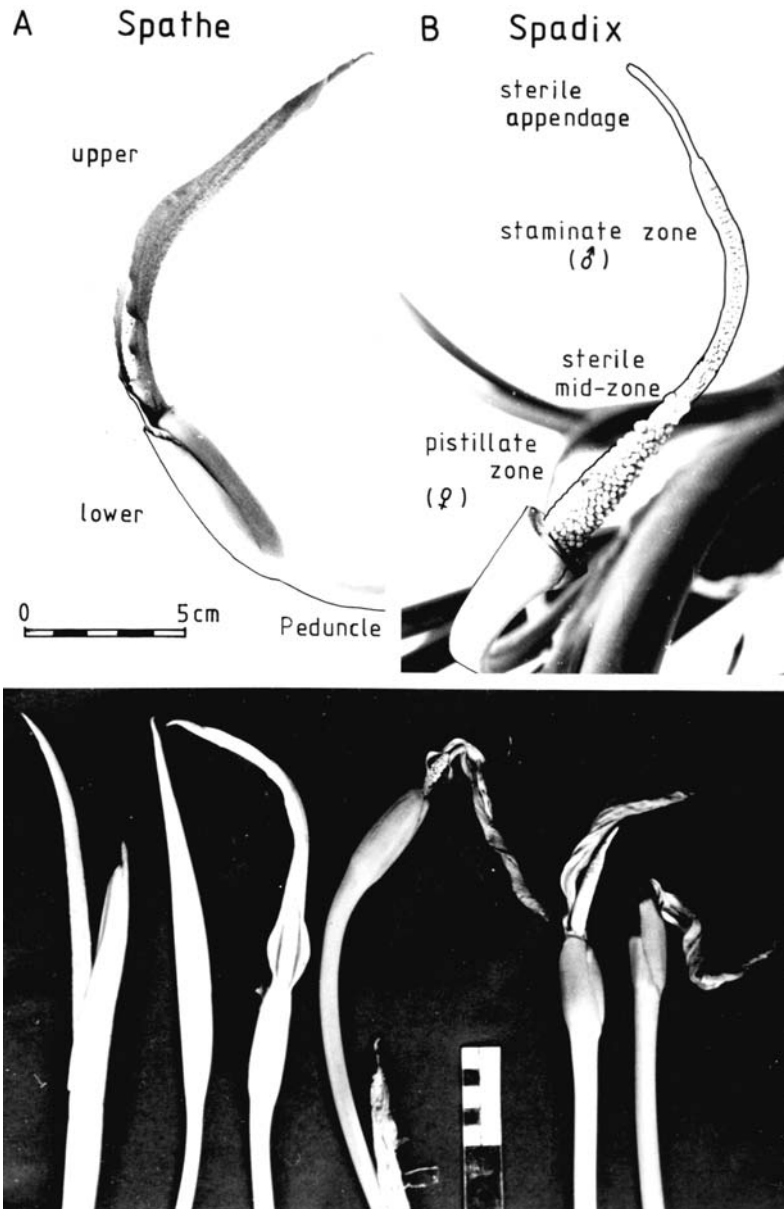 A Spathe
upper
lower
0 5cm
Peduncle
B Spadix
sterile
appendage
staminate zone
(♂)
sterile
mid-zone
pistillate
zone
(♀)